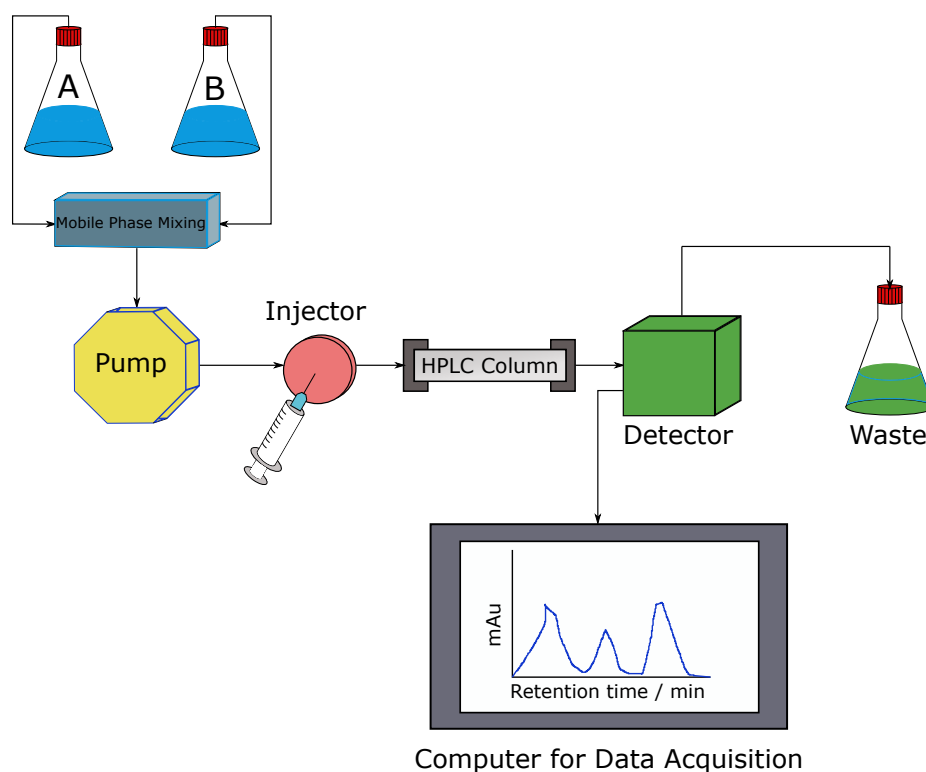 A
B
Mobile Phase Mixing
Injector
Pump
HPLC Column
Detector
Waste
mAu
Retention time / min
Computer for Data Acquisition